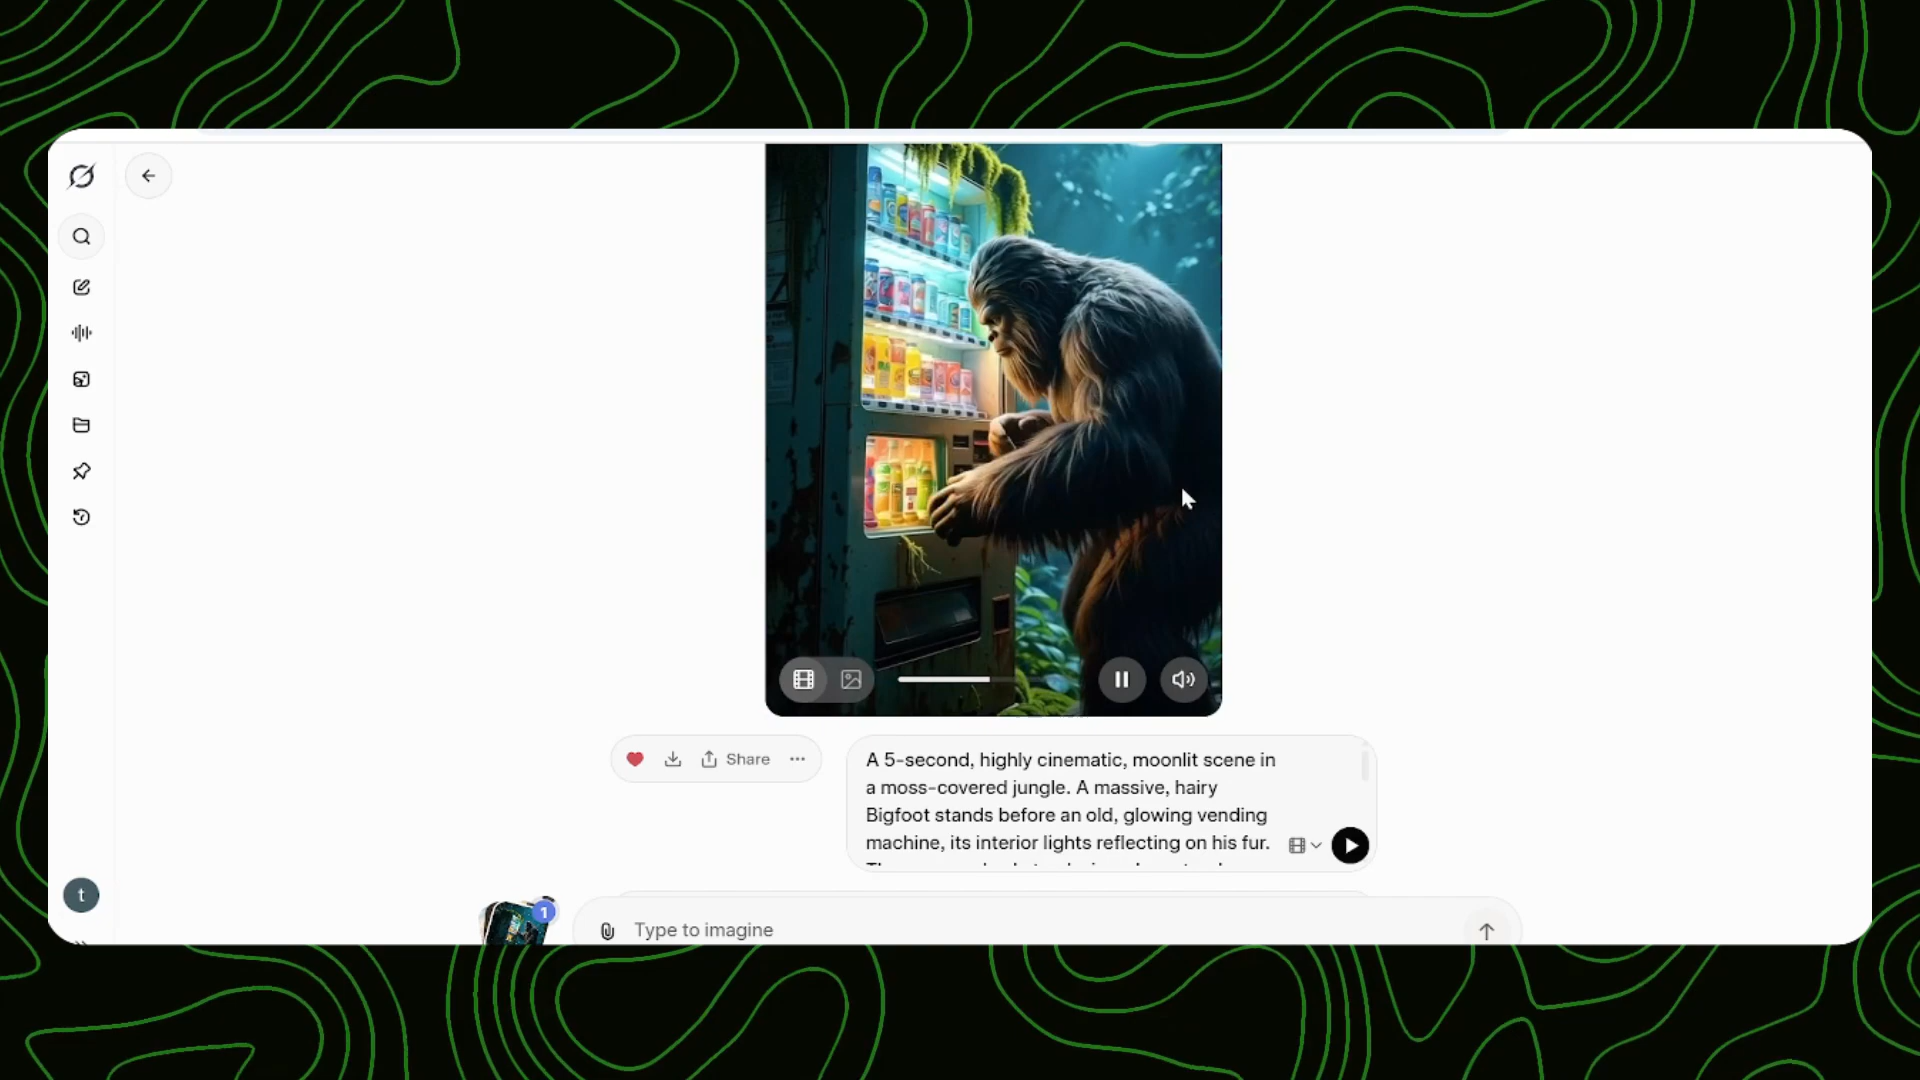 Share
A 5-second, highly cinematic, moonlit scene in
a moss-covered jungle. A massive, hairy
Bigfoot stands before an old, glowing vending
machine, its interior lights reflecting on his fur.
t
1
Type to imagine